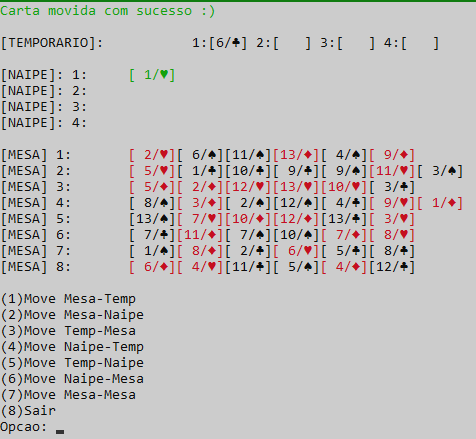 Carta movida com sucesso :)
[TEMPORARIO]: 1:[6/♣] 2:[ ] 3:[ ] 4:[ ]
[NAIPE]: 1: [ 1/♥]
[NAIPE]: 2:
[NAIPE]: 3:
[NAIPE]: 4:
[MESA] 1: [ 2/♥][ 6/♠][11/♠][13/♦][ 4/♠][ 9/♦]
[MESA] 2: [ 5/♥][ 1/♣][10/♣][ 9/♣][ 9/♠][11/♥][ 3/♠]
[MESA] 3: [ 5/♦][ 2/♦][12/♥][13/♥][10/♥][ 3/♣]
[MESA] 4: [ 8/♠][ 3/♦][ 2/♠][12/♠][ 4/♣][ 9/♥][ 1/♦]
[MESA] 5: [13/♠][ 7/♥][10/♦][12/♦][13/♣][ 3/♥]
[MESA] 6: [ 7/♣][11/♦][ 7/♠][10/♠][ 7/♦][ 8/♥]
[MESA] 7: [ 1/♠][ 8/♦][ 2/♣][ 6/♥][ 5/♣][ 8/♣]
[MESA] 8: [ 6/♦][ 4/♥][11/♣][ 5/♠][ 4/♦][12/♣]
(1)Move Mesa-Temp
(2)Move Mesa-Naipe
(3)Move Temp-Mesa
(4)Move Naipe-Temp
(5)Move Temp-Naipe
(6)Move Naipe-Mesa
(7)Move Mesa-Mesa
(8)Sair
Opcao: _